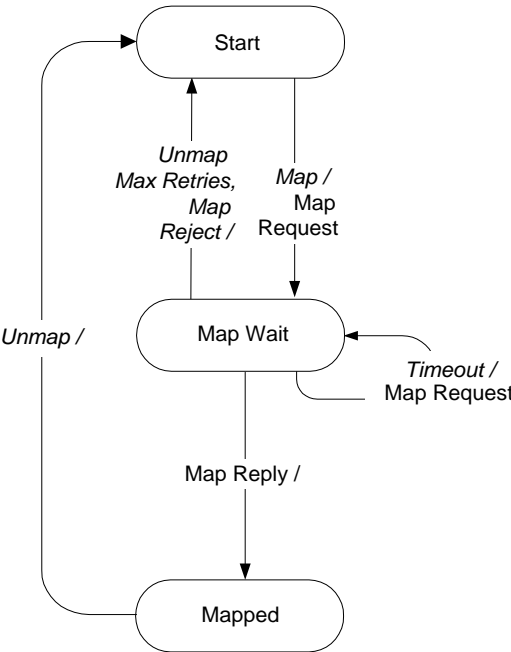 Start
Unmap
Max Retries,
Map
Reject /
Map /
Map
Request
Unmap /
Map Wait
Timeout /
Map Request
Map Reply /
Mapped